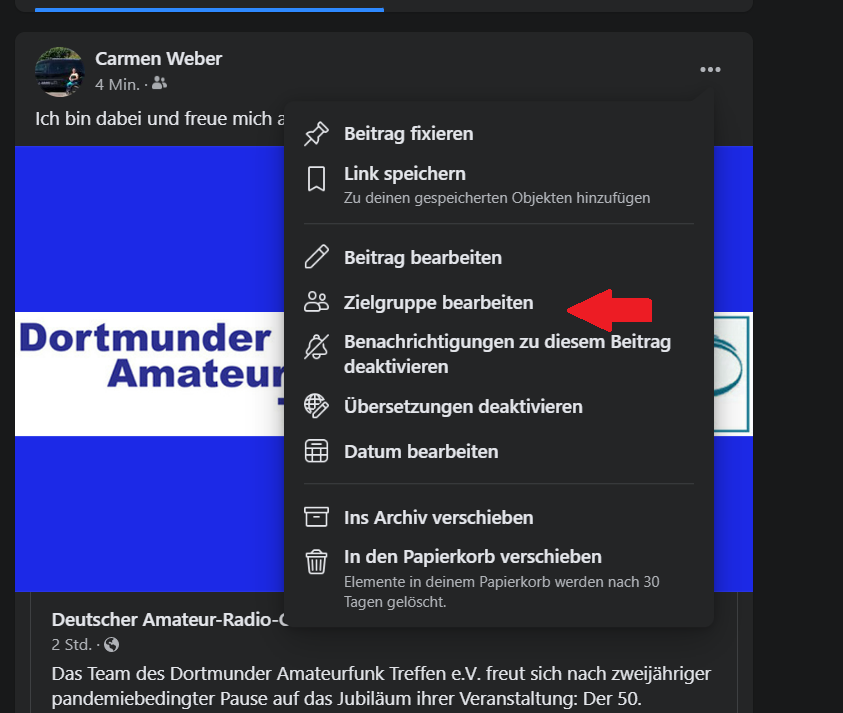 Carmen Weber
4 Min. ·
Ich bin dabei und freue mich a
Beitrag fixieren
Link speichern
Zu deinen gespeicherten Objekten hinzufügen
Beitrag bearbeiten
Zielgruppe bearbeiten
Benachrichtigungen zu diesem Beitrag
deaktivieren
Übersetzungen deaktivieren
Datum bearbeiten
Ins Archiv verschieben
In den Papierkorb verschieben
Elemente in deinem Papierkorb werden nach 30
Tagen gelöscht.
Dortmunder
Amateur
Deutscher Amateur-Radio-C
2 Std. ·
Das Team des Dortmunder Amateurfunk Treffen e.V. freut sich nach zweijähriger
pandemiebedingter Pause auf das Jubiläum ihrer Veranstaltung: Der 50.